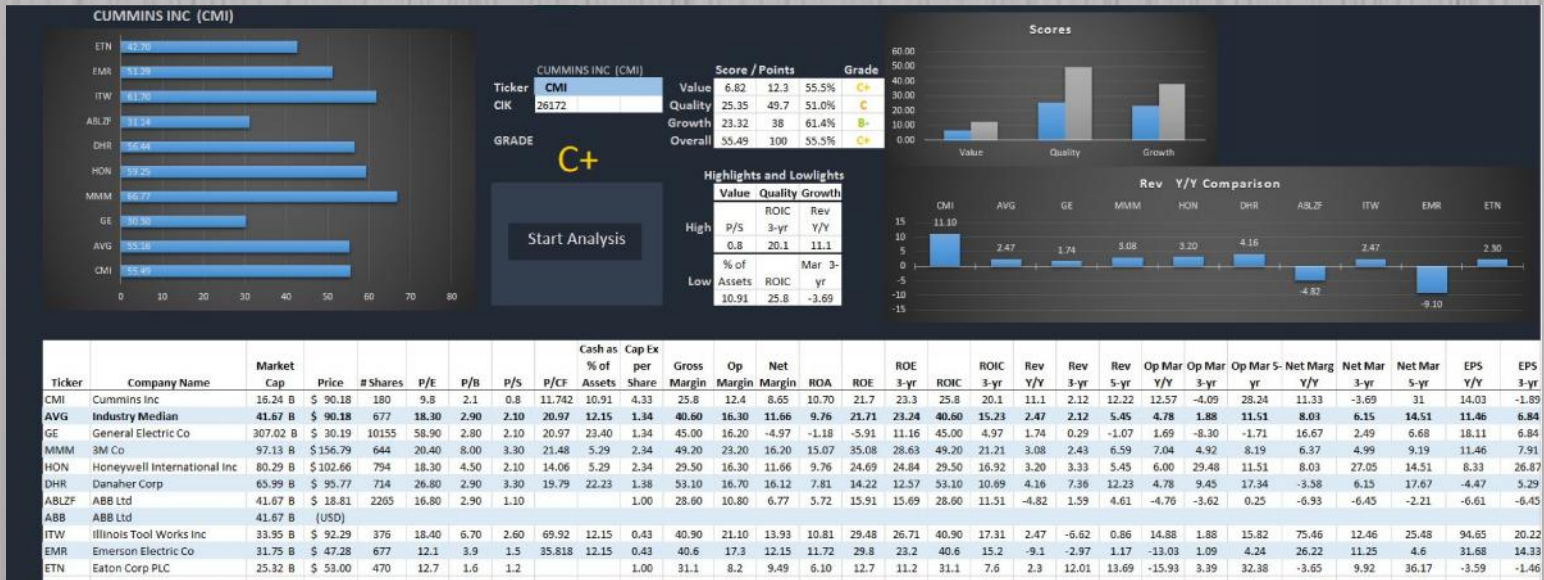 CUMMINS INC (CMI)
ETN 42.70
EMR 51.29
ITW 61.70
ABLZF 31.14
DHR 56.44
HON 59.25
MMM 66.77
GE 30.30
AVG 55.16
CMI 55.49
0 10 20 30 40 50 60 70 80
CUMMINS INC (CMI)
Ticker CMI
CIK 26172
GRADE
C+
Start Analysis
Score / Points Grade
Value 6.82 12.3 55.5% C+
Quality 25.35 49.7 51.0% C
Growth 23.32 38 61.4% B-
Overall 55.49 100 55.5% C+
Highlights and Lowlights
Value Quality Growth
High P/S ROIC 3-yr Rev Y/Y
0.8 20.1 11.1
Low % of Assets ROIC Mar 3-yr
10.91 25.8 -3.69
Scores
60.00
50.00
40.00
30.00
20.00
10.00
0.00
Value Quality Growth
Rev Y/Y Comparison
CMI AVG GE MMM HON DHR ABLZF ITW EMR ETN
15
10
5
0
-5
-10
-15
11.10 2.47 1.74 3.08 3.20 4.16 -4.82 2.47 -9.10 2.30
Ticker Company Name Market Cap Price # Shares P/E P/B P/S P/CF Cash as % of Assets Cap Ex per Share Gross Margin Op Margin Net Margin ROA ROE ROE 3-yr ROIC ROIC 3-yr Rev Y/Y Rev 3-yr Rev 5-yr Op Mar Y/Y Op Mar 3-yr Op Mar 5-yr Net Marg Y/Y Net Mar 3-yr Net Mar 5-yr EPS Y/Y EPS 3-yr
CMI Cummins Inc 16.24 B $ 90.18 180 9.8 2.1 0.8 11.742 10.91 4.33 25.8 12.4 8.65 10.70 21.7 23.3 25.8 20.1 11.1 2.12 12.22 12.57 -4.09 28.24 11.33 -3.69 31 14.03 -1.89
AVG Industry Median 41.67 B $ 90.18 677 18.30 2.90 2.10 20.97 12.15 1.34 40.60 16.30 11.66 9.76 21.71 23.24 40.60 15.23 2.47 2.12 5.45 4.78 1.88 11.51 8.03 6.15 14.51 11.46 6.84
GE General Electric Co 307.02 B $ 30.19 10155 58.90 2.80 2.10 20.97 23.40 1.34 45.00 16.20 -4.97 -1.18 -5.91 11.16 45.00 4.97 1.74 0.29 -1.07 1.69 -8.30 -1.71 16.67 2.49 6.68 18.11 6.84
MMM 3M Co 97.13 B $156.79 644 20.40 8.00 3.30 21.48 5.29 2.34 49.20 23.20 16.20 15.07 35.08 28.63 49.20 21.21 3.08 2.43 6.59 7.04 4.92 8.19 6.37 4.99 9.19 11.46 7.91
HON Honeywell International Inc 80.29 B $102.66 794 18.30 4.50 2.10 14.06 5.29 2.34 29.50 16.30 11.66 9.76 24.69 24.84 29.50 16.92 3.20 3.33 5.45 6.00 29.48 11.51 8.03 27.05 14.51 8.33 26.87
DHR Danaher Corp 65.99 B $ 95.77 714 26.80 2.90 3.30 19.79 22.23 1.38 53.10 16.70 16.12 7.81 14.22 12.57 53.10 10.69 4.16 7.36 12.23 4.78 9.45 17.34 -3.58 6.15 17.67 -4.47 5.29
ABLZF ABB Ltd 41.67 B $ 18.81 2265 16.80 2.90 1.10 1.00 28.60 10.80 6.77 5.72 15.91 15.69 28.60 11.51 -4.82 1.59 4.61 -4.76 -3.62 0.25 -6.93 -6.45 -2.21 -6.61 -6.45
ABB ABB Ltd 41.67 B (USD)
ITW Illinois Tool Works Inc 33.95 B $ 92.29 376 18.40 6.70 2.60 69.92 12.15 0.43 40.90 21.10 13.93 10.81 29.48 26.71 40.90 17.31 2.47 -6.62 0.86 14.88 1.88 15.82 75.46 12.46 25.48 94.65 20.22
EMR Emerson Electric Co 31.75 B $ 47.28 677 12.1 3.9 1.5 35.818 12.15 0.43 40.6 17.3 12.15 11.72 29.8 23.2 40.6 15.2 -9.1 -2.97 1.17 -13.03 1.09 4.24 26.22 11.25 4.6 31.68 14.33
ETN Eaton Corp PLC 25.32 B $ 53.00 470 12.7 1.6 1.2 1.00 31.1 8.2 9.49 6.10 12.7 11.2 31.1 7.6 2.3 12.01 13.69 -15.93 3.39 32.38 -3.65 9.92 36.17 -3.59 -1.46